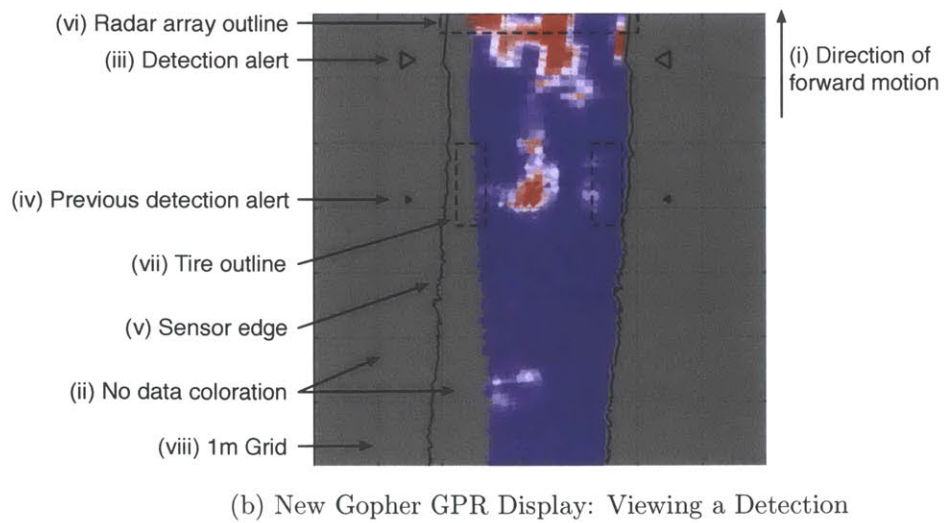 (vi) Radar array outline
(iii) Detection alert
(i) Direction of
forward motion
(iv) Previous detection alert
(vii) Tire outline
(v) Sensor edge
(ii) No data coloration
(viii) 1m Grid
(b) New Gopher GPR Display: Viewing a Detection